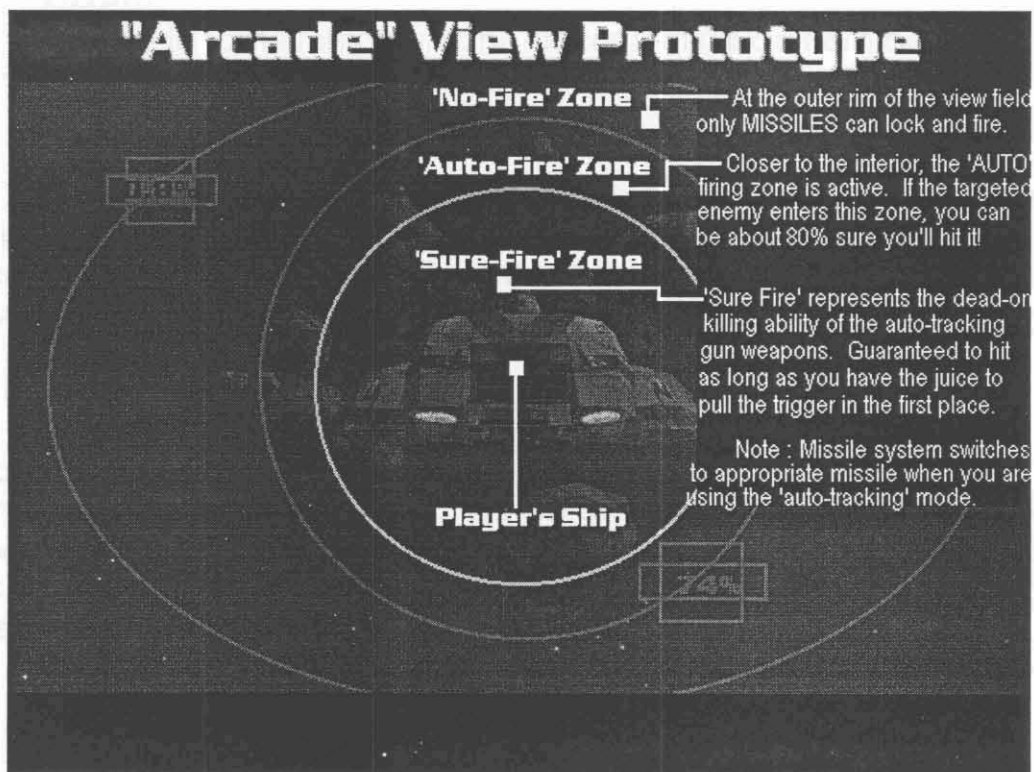 "Arcade" View Prototype
'No-Fire' Zone
At the outer rim of the view field
only MISSILES can lock and fire.
'Auto-Fire' Zone
Closer to the interior, the 'AUTO'
firing zone is active. If the targeted
enemy enters this zone, you can
be about 80% sure you'll hit it!
'Sure-Fire' Zone
'Sure Fire' represents the dead-on
killing ability of the auto-tracking
gun weapons. Guaranteed to hit
as long as you have the juice to
pull the trigger in the first place.
Note : Missile system switches
to appropriate missile when you are
using the 'auto-tracking' mode.
Player's Ship
74%